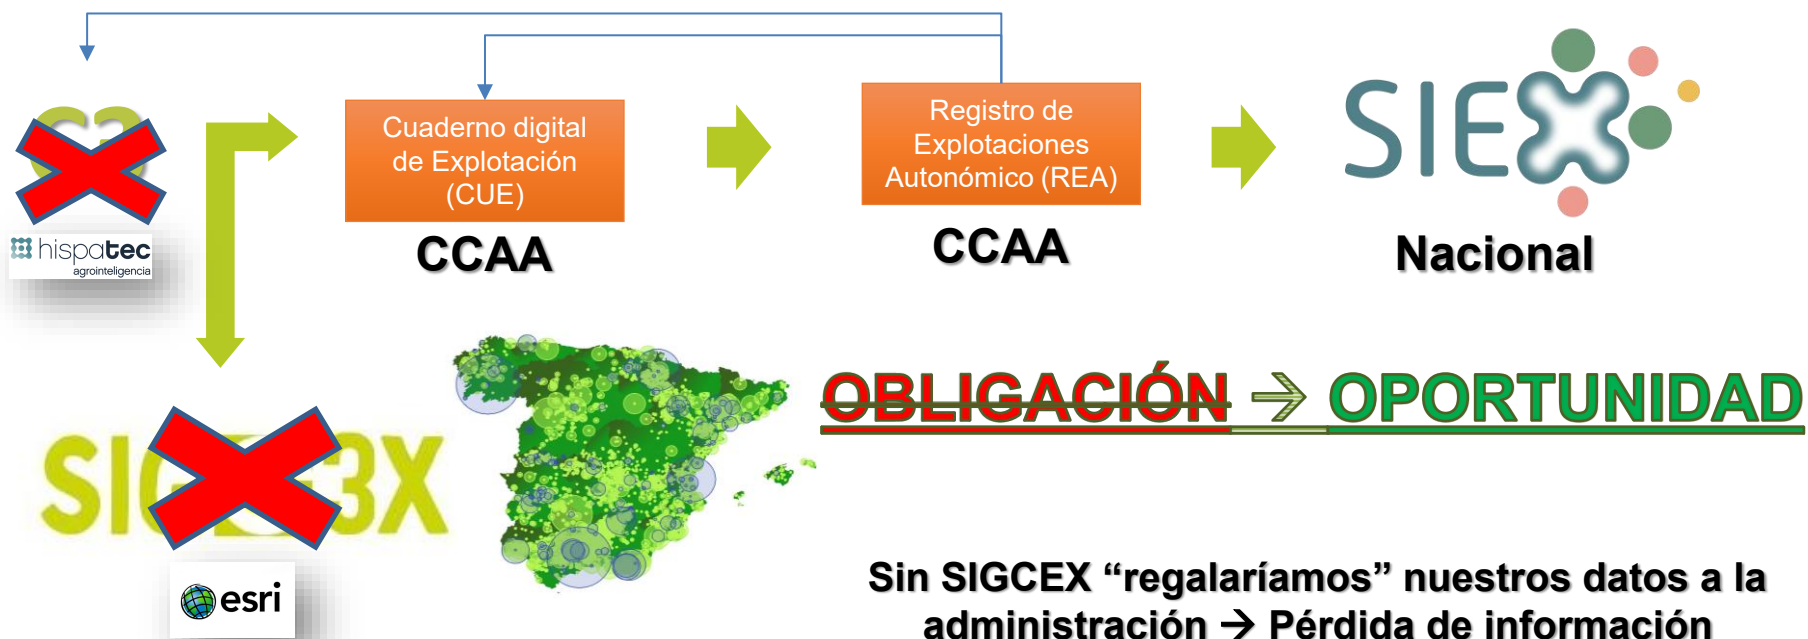 Cuaderno digital
de Explotación
(CUE)
CCAA
Registro de
Explotaciones
Autonómico (REA)
CCAA
SIEX
Nacional
hispatec
agrointeligencia
OBLIGACIÓN → OPORTUNIDAD
3X
esri
Sin SIGCEX “regalaríamos” nuestros datos a la
administración → Pérdida de información